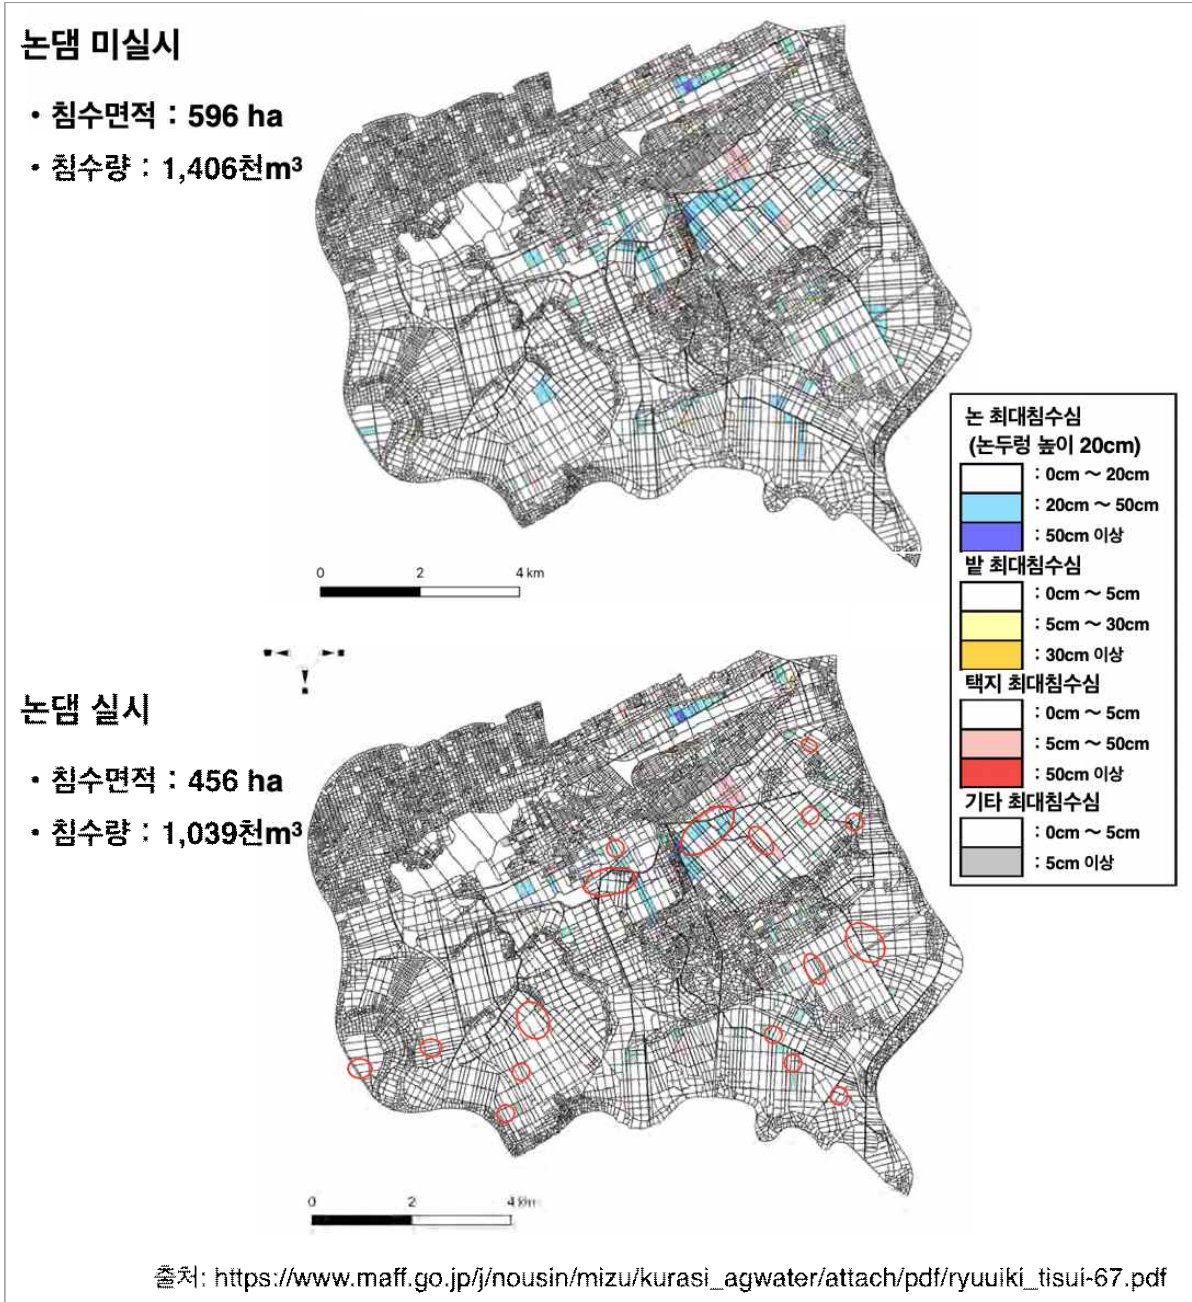 논댐 미실시
• 침수면적 : 596 ha
• 침수량 : 1,406천m³
0 2 4 km
논 최대침수심
(논두렁 높이 20cm)
: 0cm ~ 20cm
: 20cm ~ 50cm
: 50cm 이상
밭 최대침수심
: 0cm ~ 5cm
: 5cm ~ 30cm
: 30cm 이상
택지 최대침수심
: 0cm ~ 5cm
: 5cm ~ 50cm
: 50cm 이상
기타 최대침수심
: 0cm ~ 5cm
: 5cm 이상
논댐 실시
• 침수면적 : 456 ha
• 침수량 : 1,039천m³
0 2 4
출처: https://www.maff.go.jp/j/nousin/mizu/kurasi_agwater/attach/pdf/ryuuiki_tisui-67.pdf